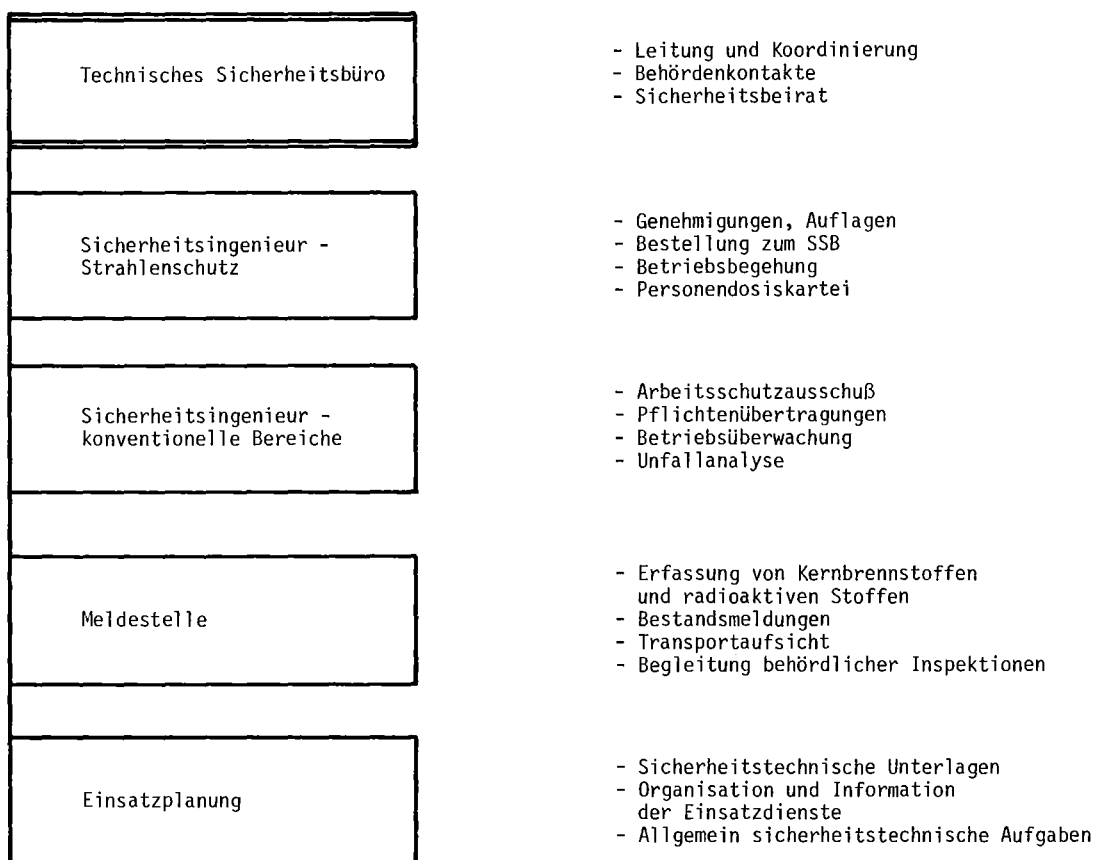 Technisches Sicherheitsbüro
- Leitung und Koordinierung
- Behördenkontakte
- Sicherheitsbeirat
Sicherheitsingenieur -
Strahlenschutz
- Genehmigungen, Auflagen
- Bestellung zum SSB
- Betriebsbegehung
- Personendosiskartei
Sicherheitsingenieur -
konventionelle Bereiche
- Arbeitsschutzausschuß
- Pflichtenübertragungen
- Betriebsüberwachung
- Unfallanalyse
Meldestelle
- Erfassung von Kernbrennstoffen
und radioaktiven Stoffen
- Bestandsmeldungen
- Transportaufsicht
- Begleitung behördlicher Inspektionen
Einsatzplanung
- Sicherheitstechnische Unterlagen
- Organisation und Information
der Einsatzdienste
- Allgemein sicherheitstechnische Aufgaben